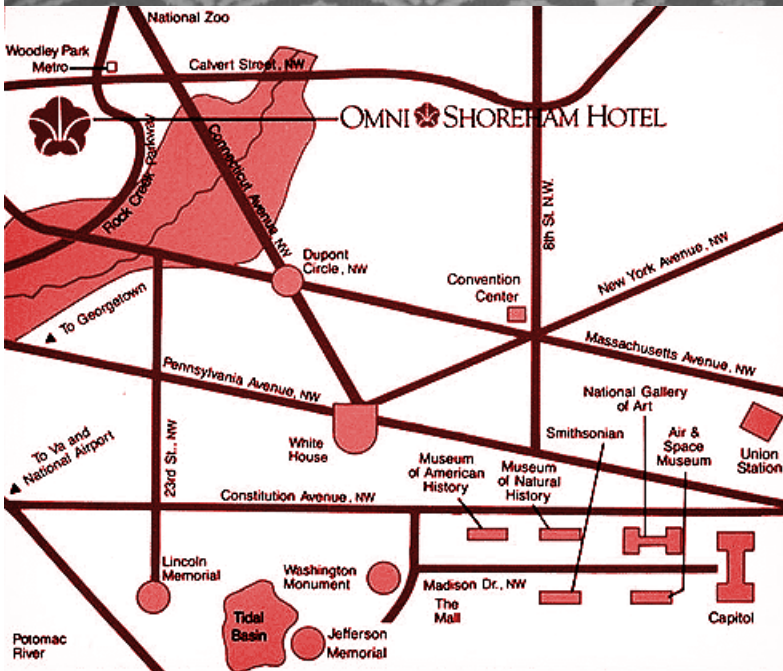 National Zoo
Woodley Park
Metro
Calvert Street, NW
OMNI SHOREHAM HOTEL
Rock Creek Parkway
Connecticut Avenue, NW
8th St. N.W.
Dupont
Circle, NW
New York Avenue, NW
Convention
Center
To Georgetown
Massachusetts Avenue, NW
Pennsylvania Avenue, NW
National Gallery
of Art
White
House
Smithsonian
Air &
Space
Museum
Union
Station
To Va and
National Airport
23rd St., NW
Museum
of American
History
Museum
of Natural
History
Constitution Avenue, NW
Lincoln
Memorial
Washington
Monument
Madison Dr., NW
The
Mall
Capitol
Tidal
Basin
Jefferson
Memorial
Potomac
River